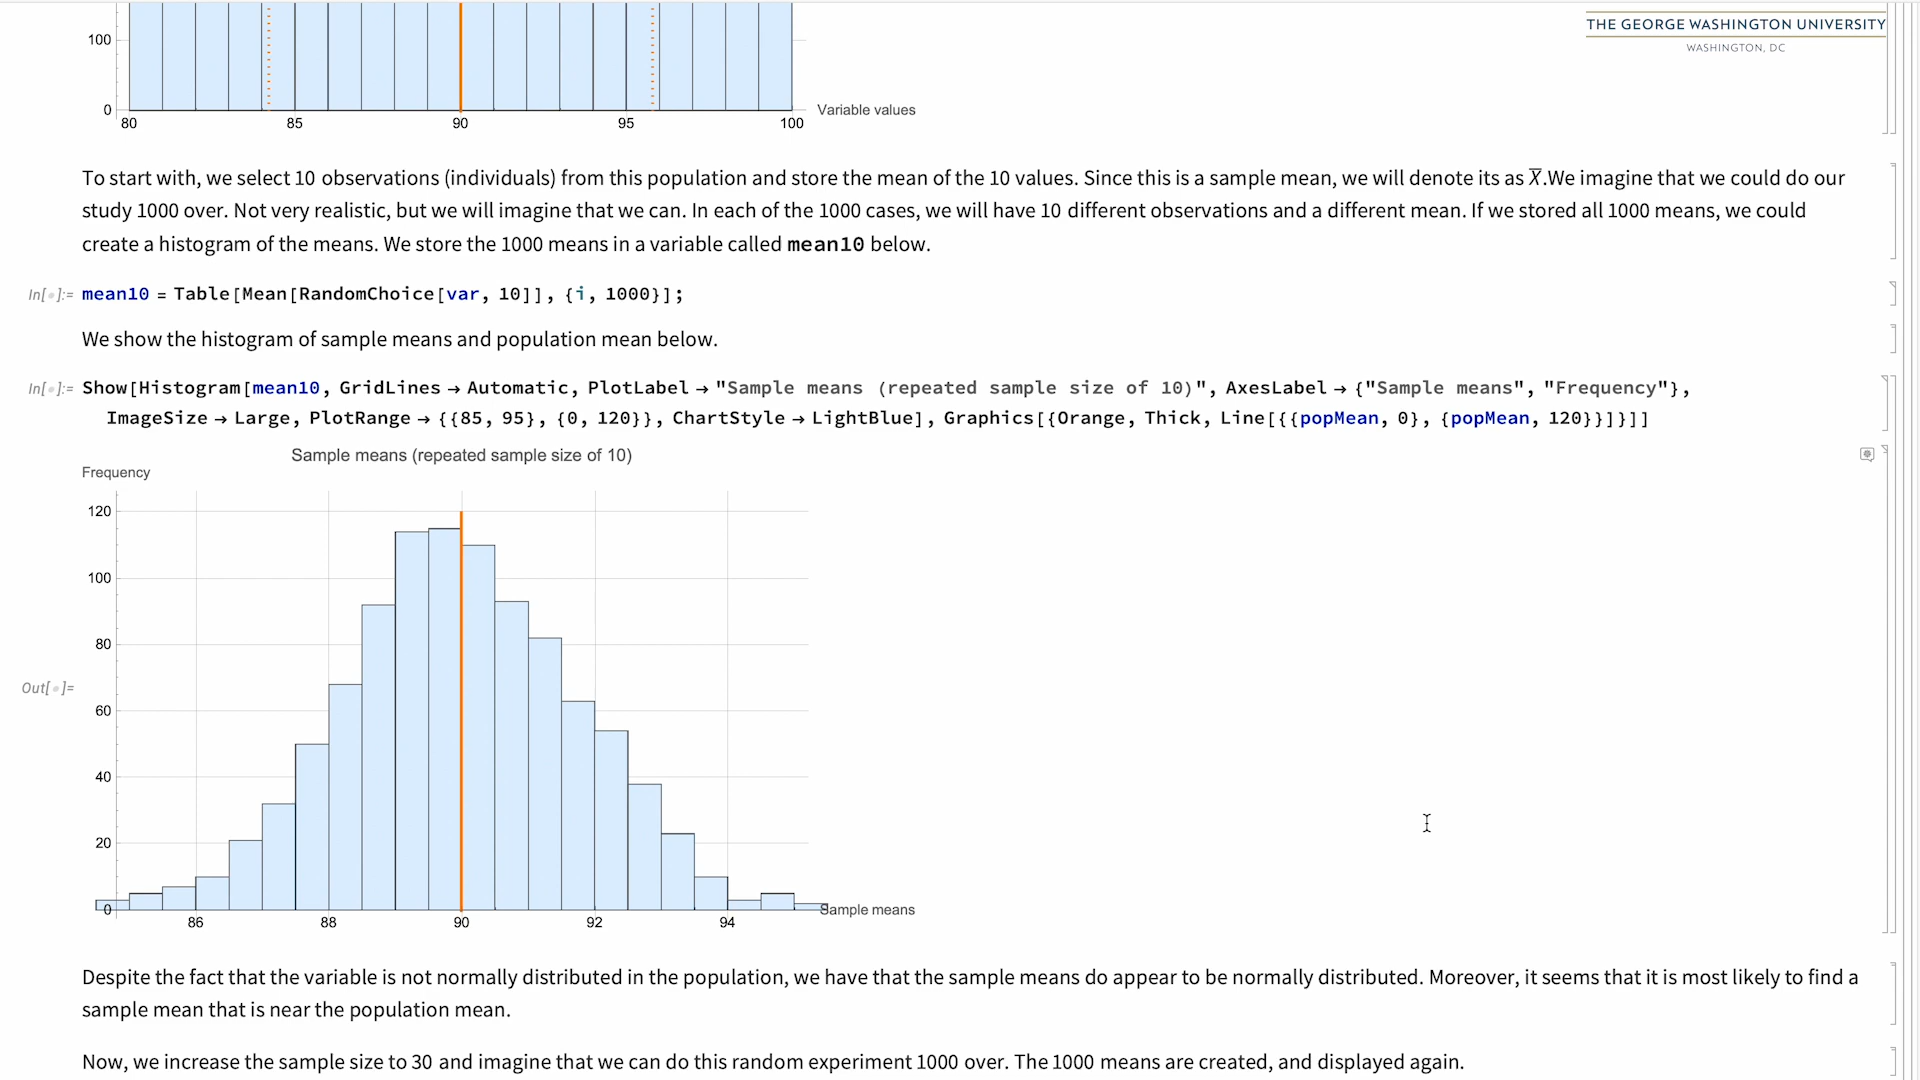 THE GEORGE WASHINGTON UNIVERSITY
WASHINGTON, DC
100
0
80 85 90 95 100
Variable values
To start with, we select 10 observations (individuals) from this population and store the mean of the 10 values. Since this is a sample mean, we will denote its as X̅.We imagine that we could do our
study 1000 over. Not very realistic, but we will imagine that we can. In each of the 1000 cases, we will have 10 different observations and a different mean. If we stored all 1000 means, we could
create a histogram of the means. We store the 1000 means in a variable called mean10 below.
In[ ]:= mean10 = Table[Mean[RandomChoice[var, 10]], {i, 1000}];
We show the histogram of sample means and population mean below.
In[ ]:= Show[Histogram[mean10, GridLines → Automatic, PlotLabel → "Sample means (repeated sample size of 10)", AxesLabel → {"Sample means", "Frequency"},
ImageSize → Large, PlotRange → {{85, 95}, {0, 120}}, ChartStyle → LightBlue], Graphics[{Orange, Thick, Line[{{popMean, 0}, {popMean, 120}}]}]]
Sample means (repeated sample size of 10)
Frequency
120
100
80
Out[ ]=
60
40
20
0
Sample means
86 88 90 92 94
Despite the fact that the variable is not normally distributed in the population, we have that the sample means do appear to be normally distributed. Moreover, it seems that it is most likely to find a
sample mean that is near the population mean.
Now, we increase the sample size to 30 and imagine that we can do this random experiment 1000 over. The 1000 means are created, and displayed again.